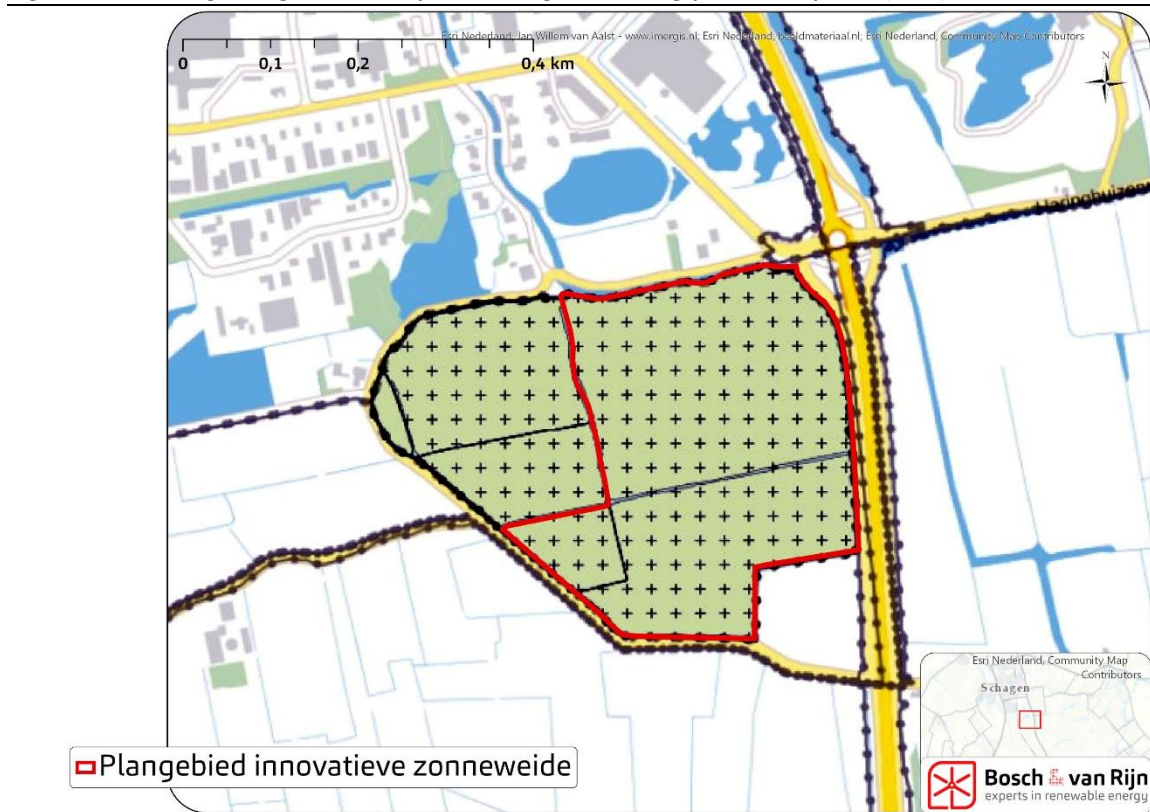 Esri Nederland, Jan Willem van Aalst - www.imergis.nl; Esri Nederland, Beeldmateriaal.nl; Esri Nederland, Community Map Contributors
0 0,1 0,2 0,4 km
N
Esri Nederland, Community Map
Contributors
Schagen
Plangebied innovatieve zonneweide
Bosch & van Rijn
experts in renewable energy